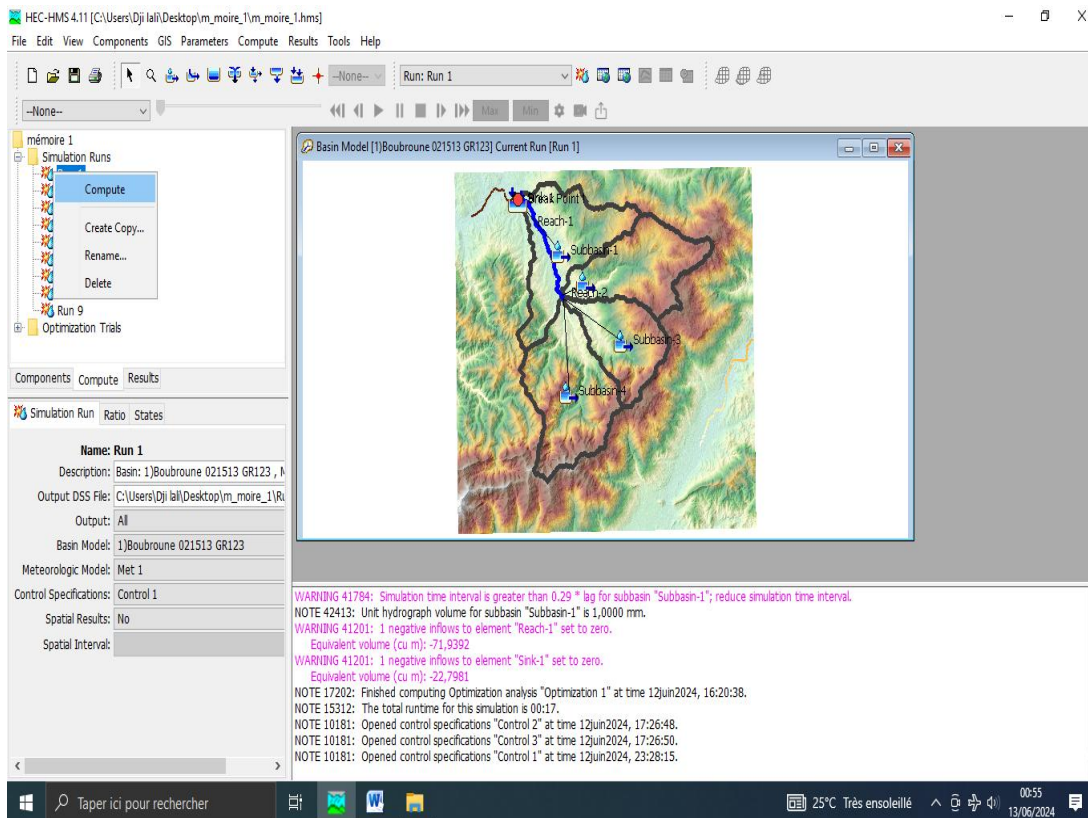 HEC-HMS 4.11 [C:\Users\Dji lali\Desktop\m_moire_1\m_moire_1.hms]
File Edit View Components GIS Parameters Compute Results Tools Help
--None--
Run: Run 1
--None--
Max Min
mémoire 1
Simulation Runs
Compute
Create Copy...
Rename...
Delete
Run 9
Optimization Trials
Components Compute Results
Simulation Run Ratio States
Name: Run 1
Description: Basin: 1)Boubroune 021513 GR123 , M
Output DSS File: C:\Users\Dji lali\Desktop\m_moire_1\Ru
Output: All
Basin Model: 1)Boubroune 021513 GR123
Meteorologic Model: Met 1
Control Specifications: Control 1
Spatial Results: No
Spatial Interval:
Basin Model [1)Boubroune 021513 GR123] Current Run [Run 1]
Break Point
Reach-1
Subbasin-1
Reach-2
Subbasin-3
Subbasin-4
WARNING 41784: Simulation time interval is greater than 0.29 * lag for subbasin "Subbasin-1"; reduce simulation time interval.
NOTE 42413: Unit hydrograph volume for subbasin "Subbasin-1" is 1,0000 mm.
WARNING 41201: 1 negative inflows to element "Reach-1" set to zero.
Equivalent volume (cu m): -71,9392
WARNING 41201: 1 negative inflows to element "Sink-1" set to zero.
Equivalent volume (cu m): -22,7981
NOTE 17202: Finished computing Optimization analysis "Optimization 1" at time 12juin2024, 16:20:38.
NOTE 15312: The total runtime for this simulation is 00:17.
NOTE 10181: Opened control specifications "Control 2" at time 12juin2024, 17:26:48.
NOTE 10181: Opened control specifications "Control 3" at time 12juin2024, 17:26:50.
NOTE 10181: Opened control specifications "Control 1" at time 12juin2024, 23:28:15.
Taper ici pour rechercher
25°C Très ensoleillé
00:55
13/06/2024